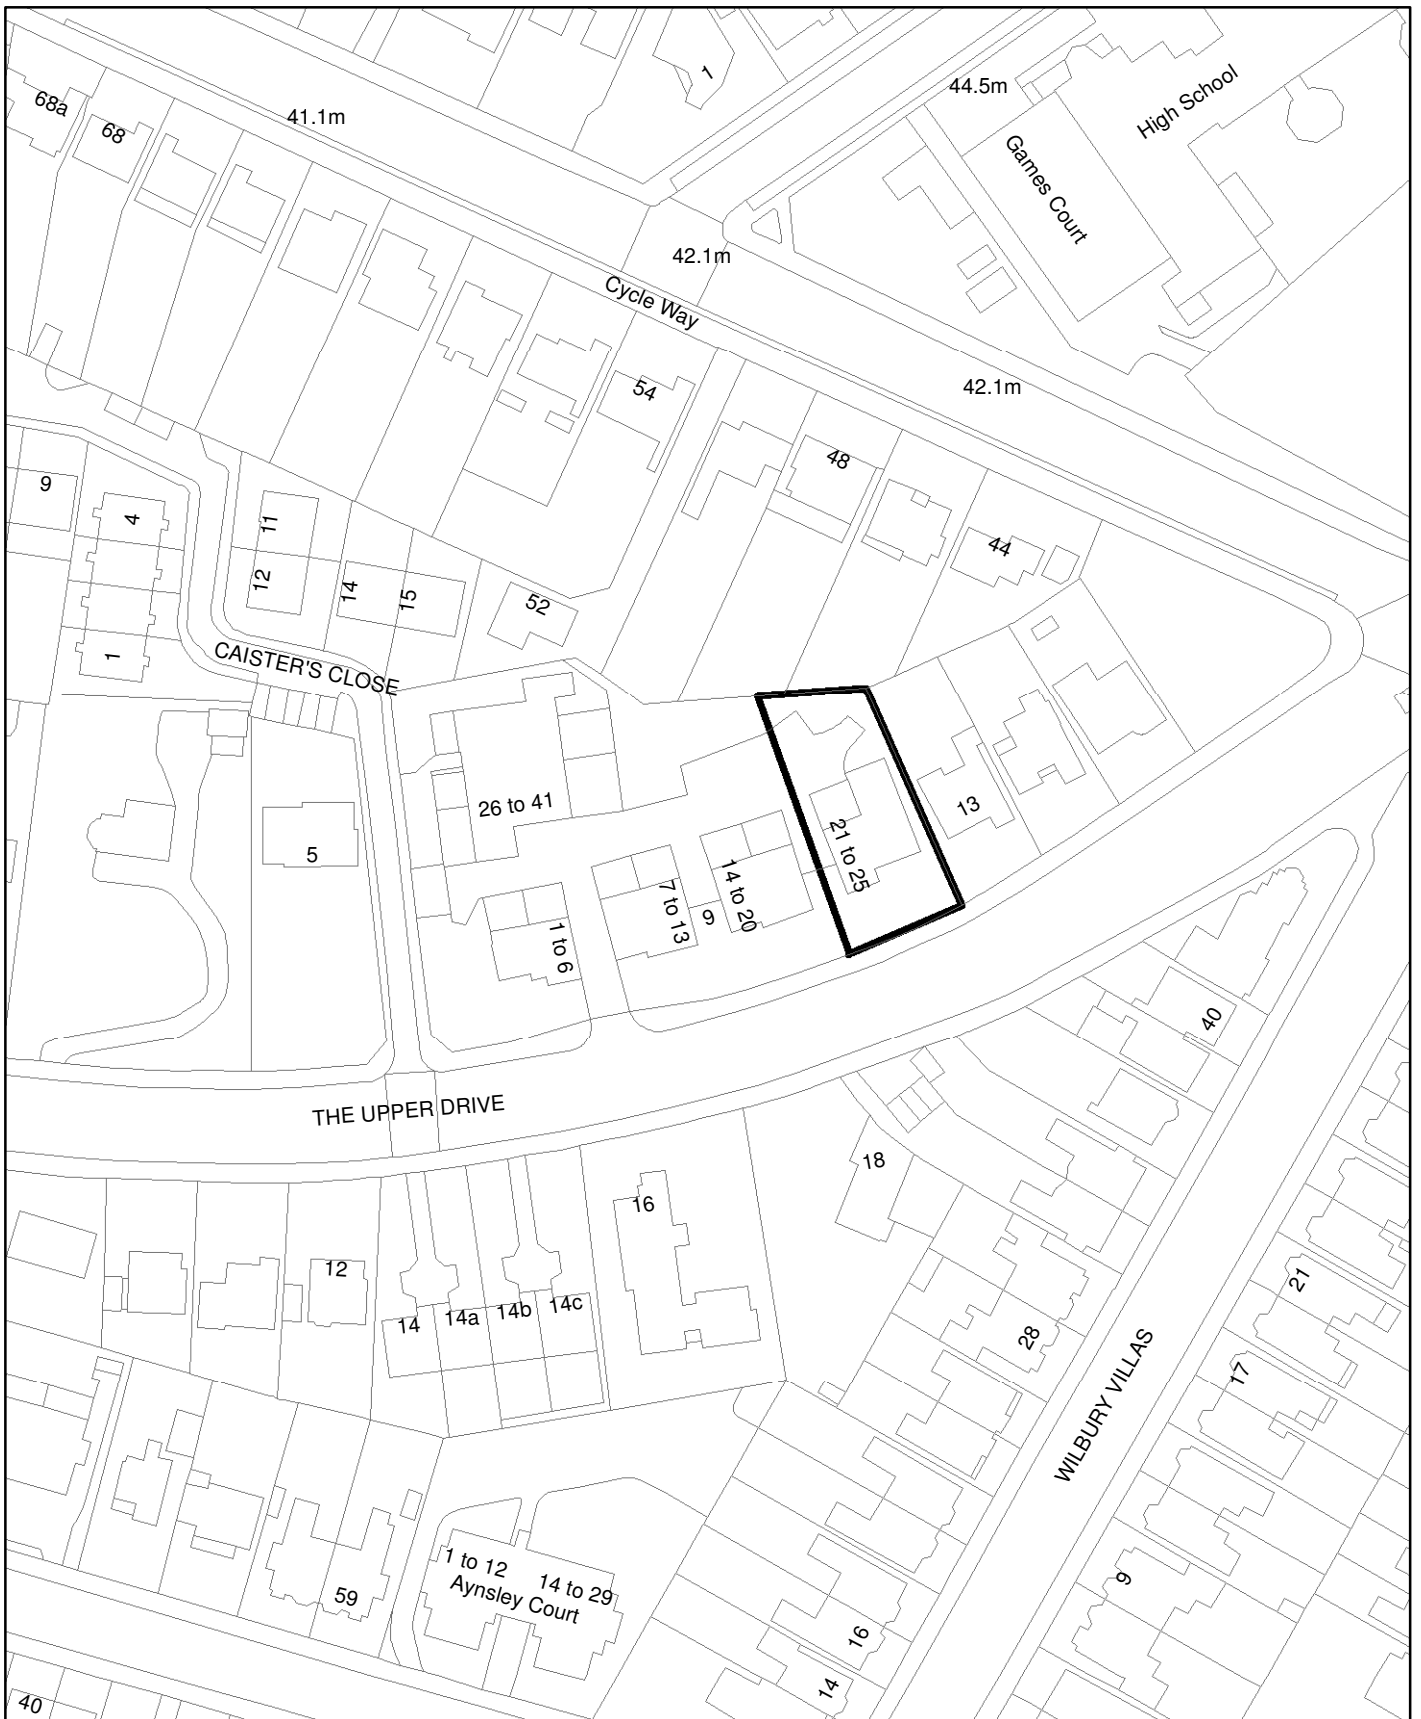 1
44.5m
High School
68a
68
41.1m
Games Court
42.1m
Cycle Way
42.1m
54
48
9
4
11
44
12
14
15
52
1
CAISTER'S CLOSE
26 to 41
13
5
21 to 25
14 to 20
7 to 13
9
1 to 6
40
THE UPPER DRIVE
18
16
12
21
14
14a
14b
14c
28
17
WILBURY VILLAS
1 to 12
14 to 29
Aynsley Court
59
9
16
14
40